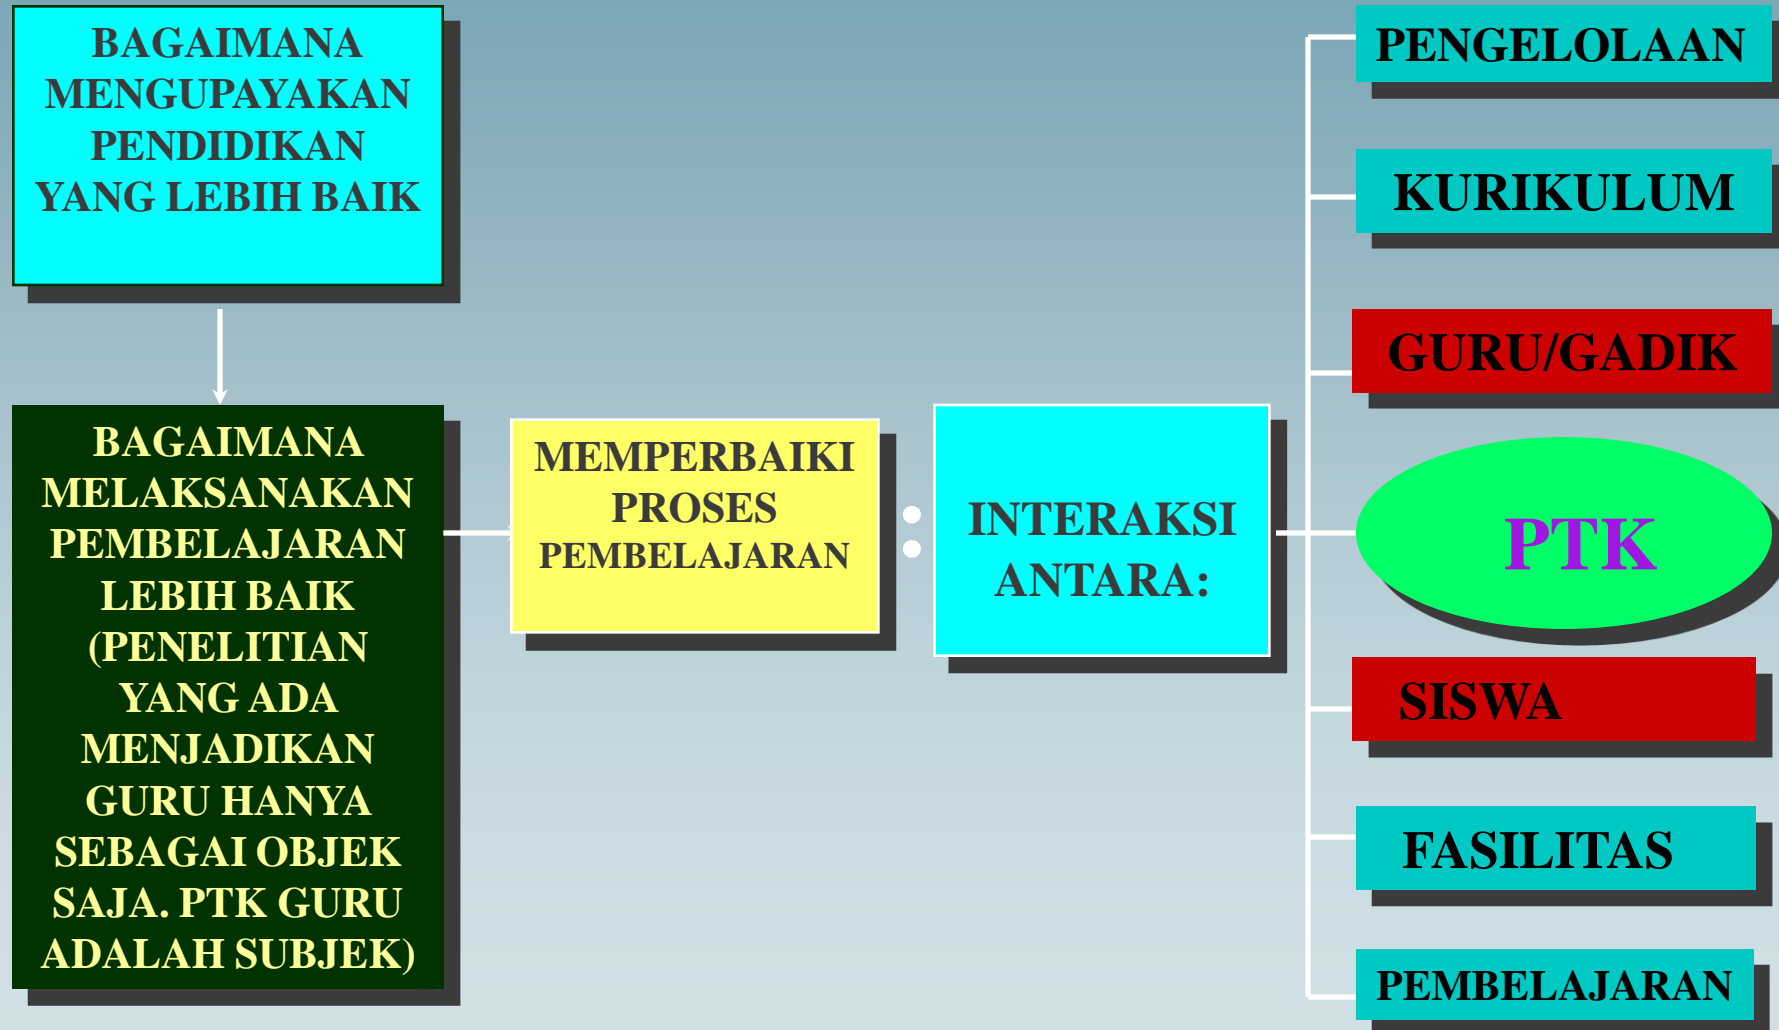 BAGAIMANA
MENGUPAYAKAN
PENDIDIKAN
YANG LEBIH BAIK
BAGAIMANA
MELAKSANAKAN
PEMBELAJARAN
LEBIH BAIK
(PENELITIAN
YANG ADA
MENJADIKAN
GURU HANYA
SEBAGAI OBJEK
SAJA. PTK GURU
ADALAH SUBJEK)
MEMPERBAIKI
PROSES
PEMBELAJARAN
:
INTERAKSI
ANTARA:
PENGELOLAAN
KURIKULUM
GURU/GADIK
PTK
SISWA
FASILITAS
PEMBELAJARAN